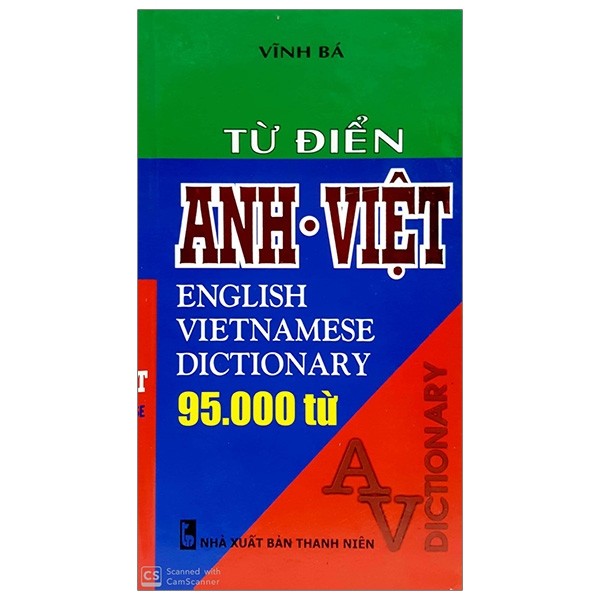 VĨNH BÁ
TỪ ĐIỂN
ANH·VIỆT
ENGLISH
VIETNAMESE
DICTIONARY
95.000 từ
A
V
DICTIONARY
NHÀ XUẤT BẢN THANH NIÊN
CS
Scanned with
CamScanner